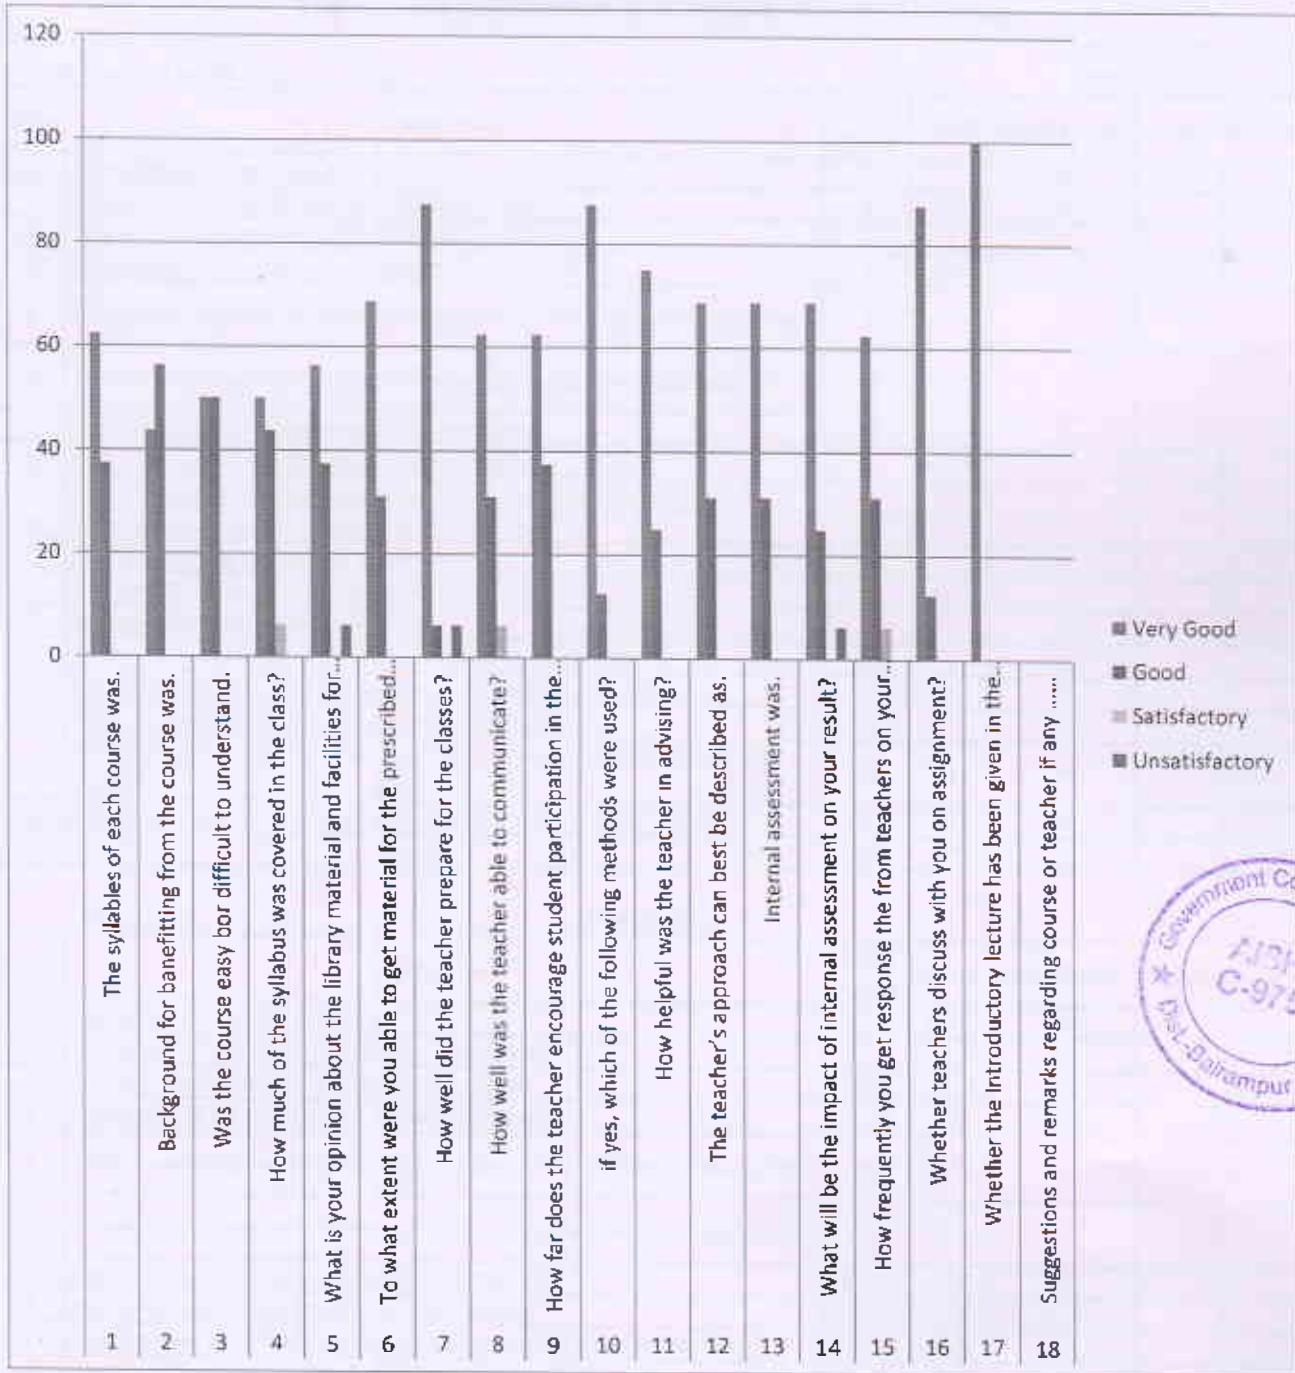 120
100
80
60
40
20
0
Very Good
Good
Satisfactory
Unsatisfactory
The syllables of each course was.
Background for benefitting from the course was.
Was the course easy bor difficult to understand.
How much of the syllabus was covered in the class?
What is your opinion about the library material and facilities for...
To what extent were you able to get material for the prescribed...
How well did the teacher prepare for the classes?
How well was the teacher able to communicate?
How far does the teacher encourage student participation in the...
if yes, which of the following methods were used?
How helpful was the teacher in advising?
The teacher's approach can best be described as.
Internal assessment was.
What will be the impact of internal assessment on your result?
How frequently you get response the from teachers on your...
Whether teachers discuss with you on assignment?
Whether the Introductory lecture has been given in the...
Suggestions and remarks regarding course or teacher if any .....
1 2 3 4 5 6 7 8 9 10 11 12 13 14 15 16 17 18
Government Co
C-975
Dist.-Balrampur